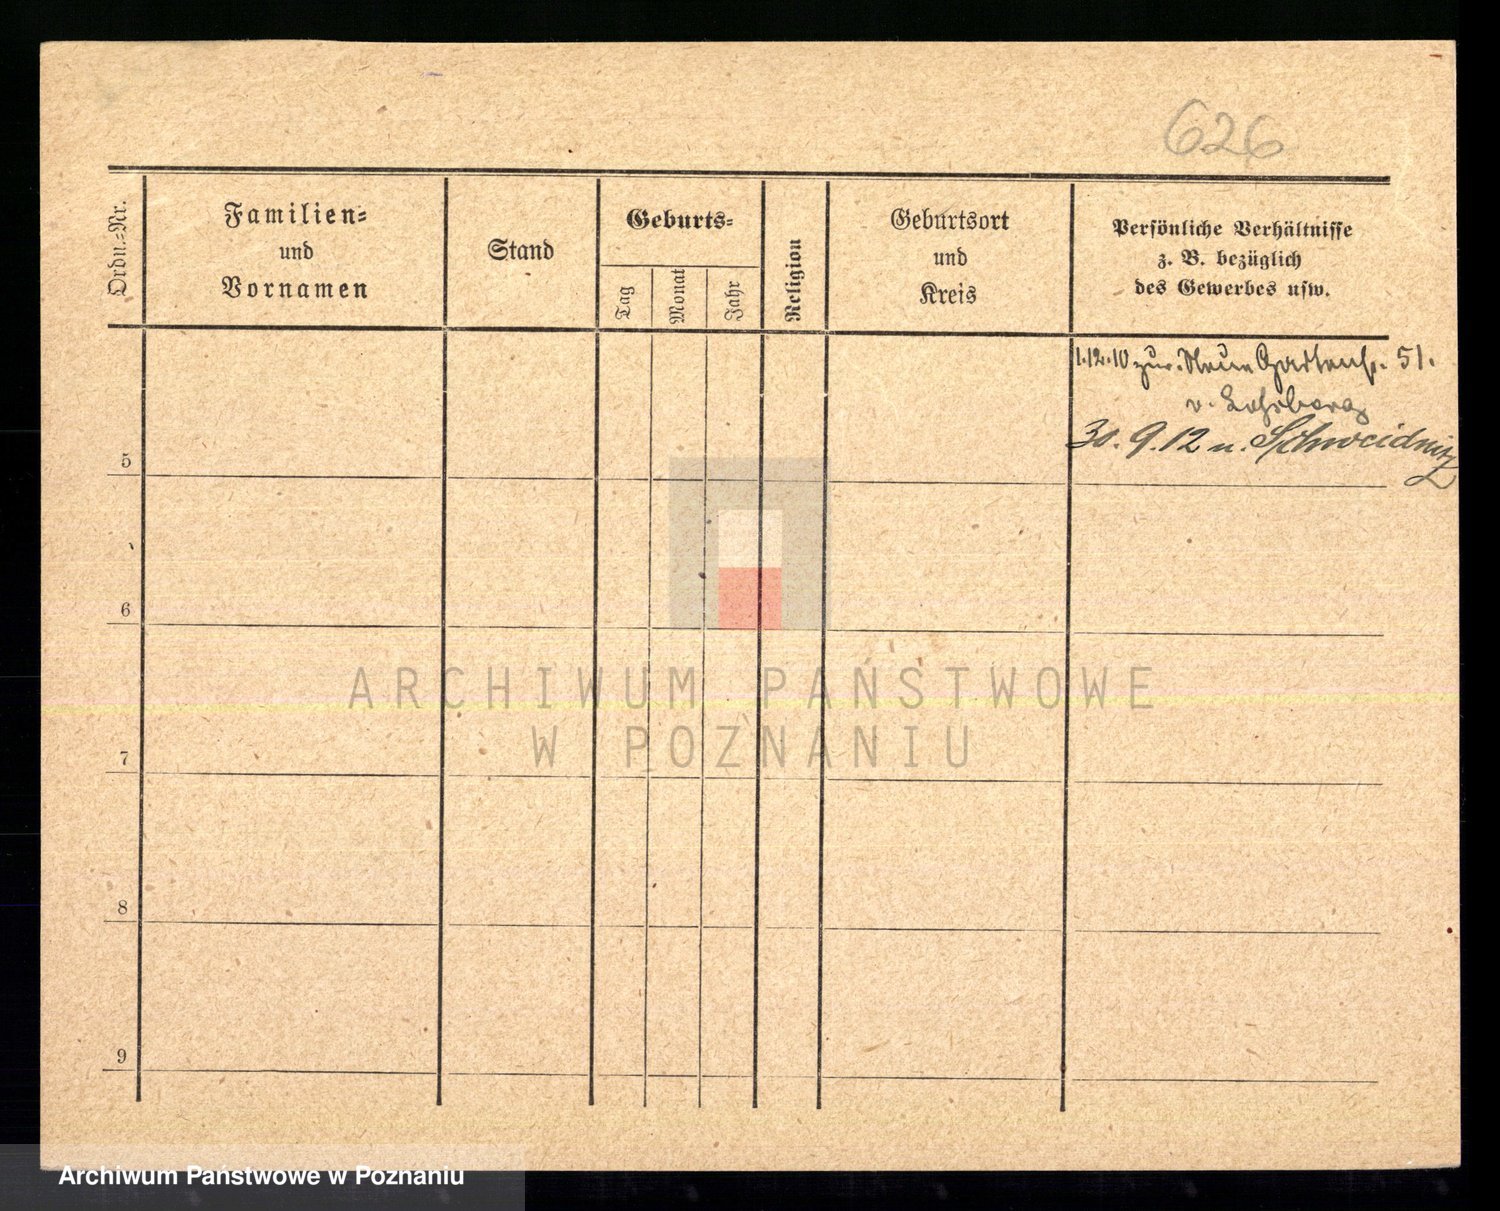 626
Ordn.-Nr.
Familien-
und
Vornamen
Stand
Geburts-
Tag
Monat
Jahr
Religion
Geburtsort
und
Kreis
Persönliche Verhältnisse
z. B. bezüglich
des Gewerbes usw.
1.12.10 zur. Neue Gartenstr. 51.
v.
30.9.12 n. Schweidnitz
5
6
7
8
9
ARCHIWUM PAŃSTWOWE
W POZNANIU
Archiwum Państwowe w Poznaniu